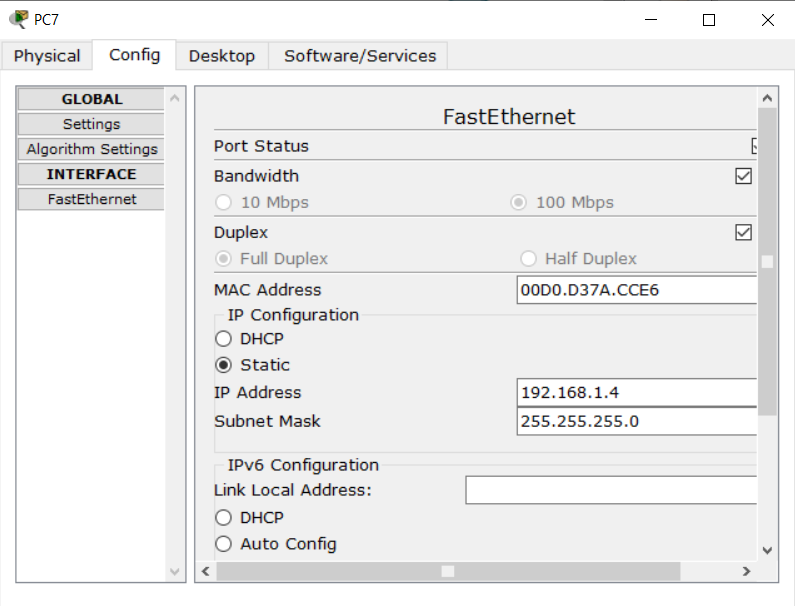 PC7
Physical Config Desktop Software/Services
GLOBAL
Settings
Algorithm Settings
INTERFACE
FastEthernet
FastEthernet
Port Status
Bandwidth
10 Mbps 100 Mbps
Duplex
Full Duplex Half Duplex
MAC Address 00D0.D37A.CCE6
IP Configuration
DHCP
Static
IP Address 192.168.1.4
Subnet Mask 255.255.255.0
IPv6 Configuration
Link Local Address:
DHCP
Auto Config